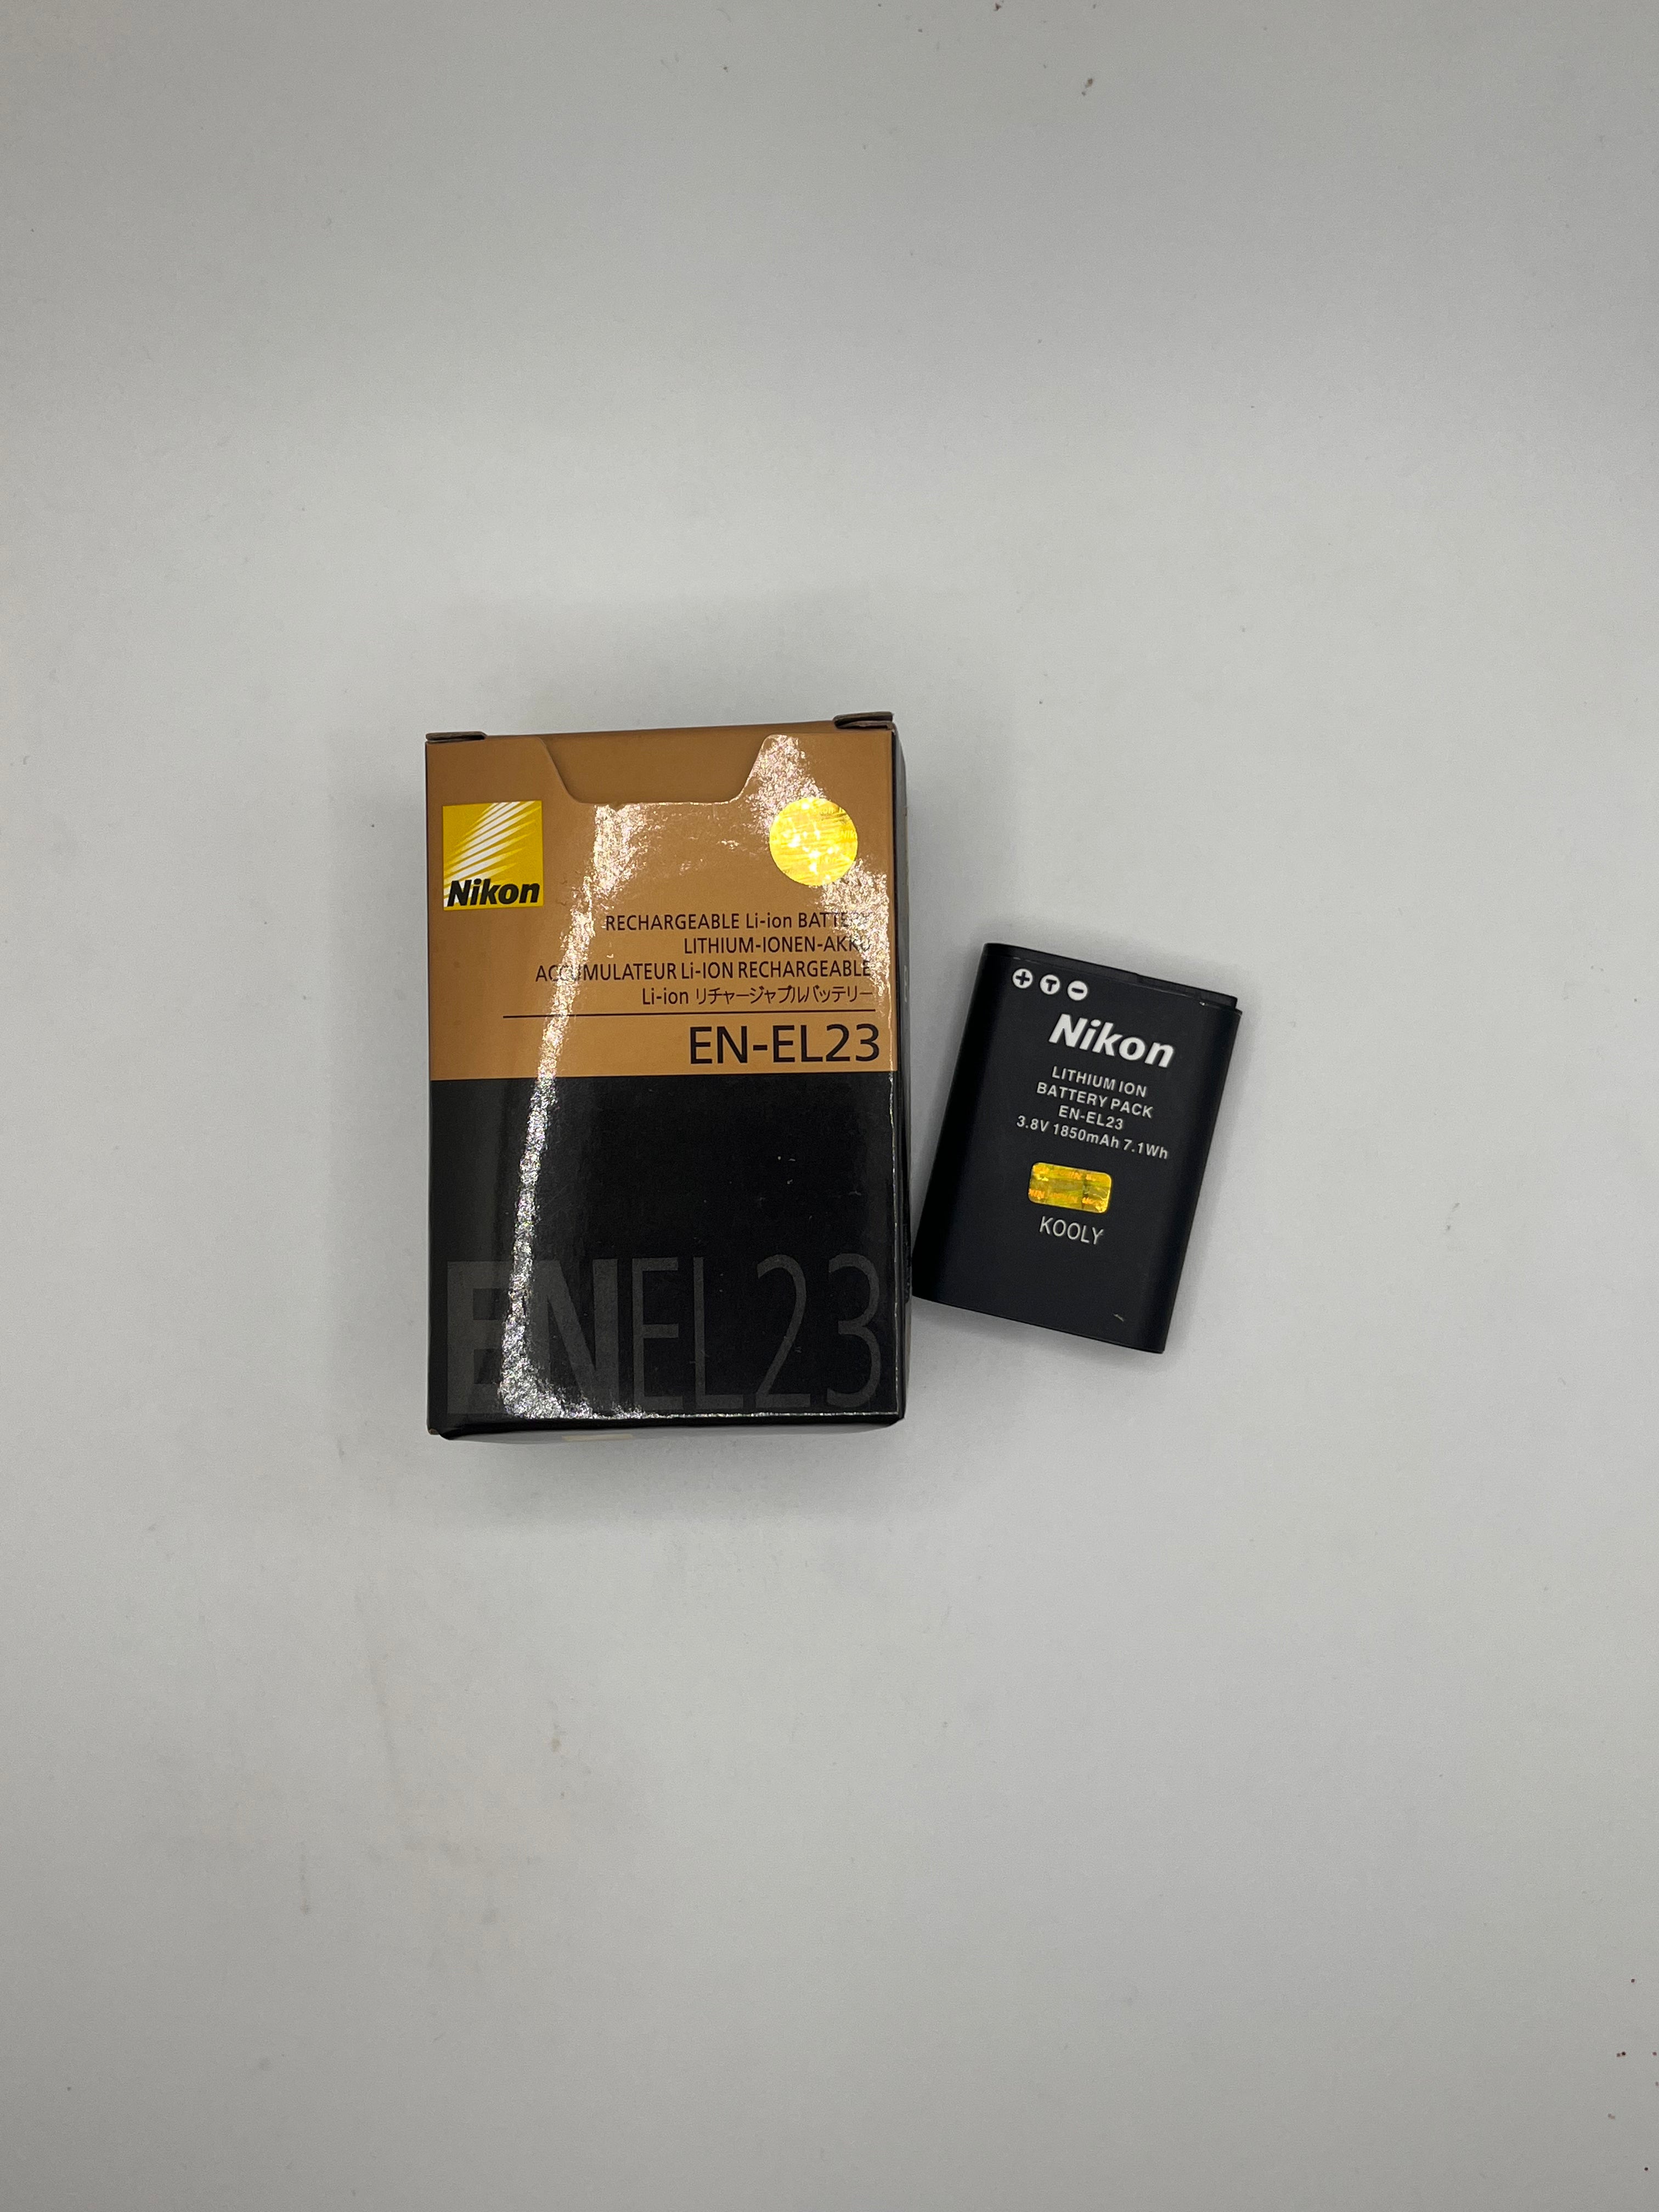 Nikon
RECHARGEABLE Li-ion BATTERY
LITHIUM-IONEN-AKKU
ACCUMULATEUR Li-ION RECHARGEABLE
Li-ion リチャージャブルバッテリー
EN-EL23
ENEL23
+ T -
Nikon
LITHIUM ION
BATTERY PACK
EN-EL23
3.8V 1850mAh 7.1Wh
KOOLY